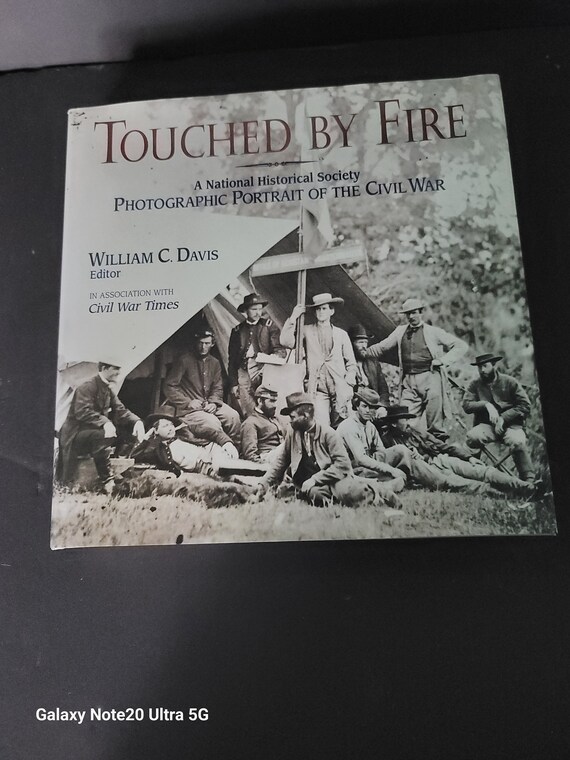 TOUCHED BY FIRE
A National Historical Society
PHOTOGRAPHIC PORTRAIT OF THE CIVIL WAR
WILLIAM C. DAVIS
Editor
IN ASSOCIATION WITH
Civil War Times
Galaxy Note20 Ultra 5G